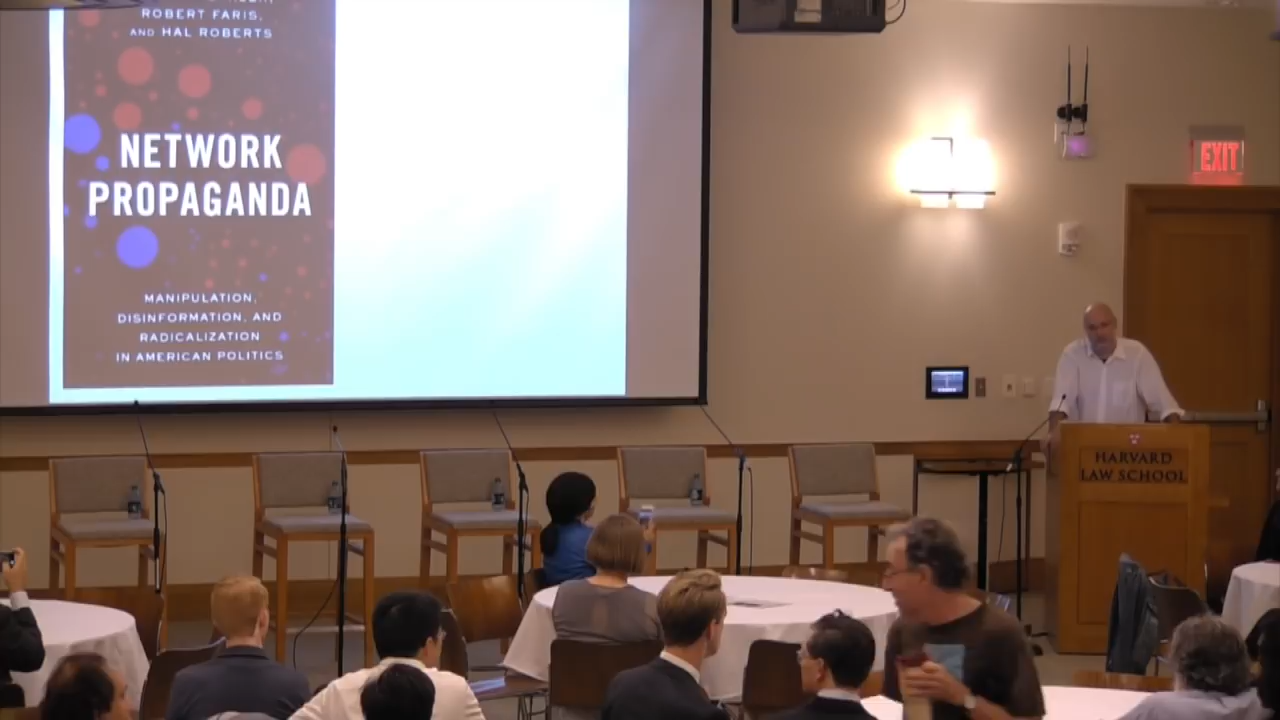 ROBERT FARIS,
AND HAL ROBERTS
NETWORK
PROPAGANDA
MANIPULATION,
DISINFORMATION, AND
RADICALIZATION
IN AMERICAN POLITICS
EXIT
HARVARD
LAW SCHOOL